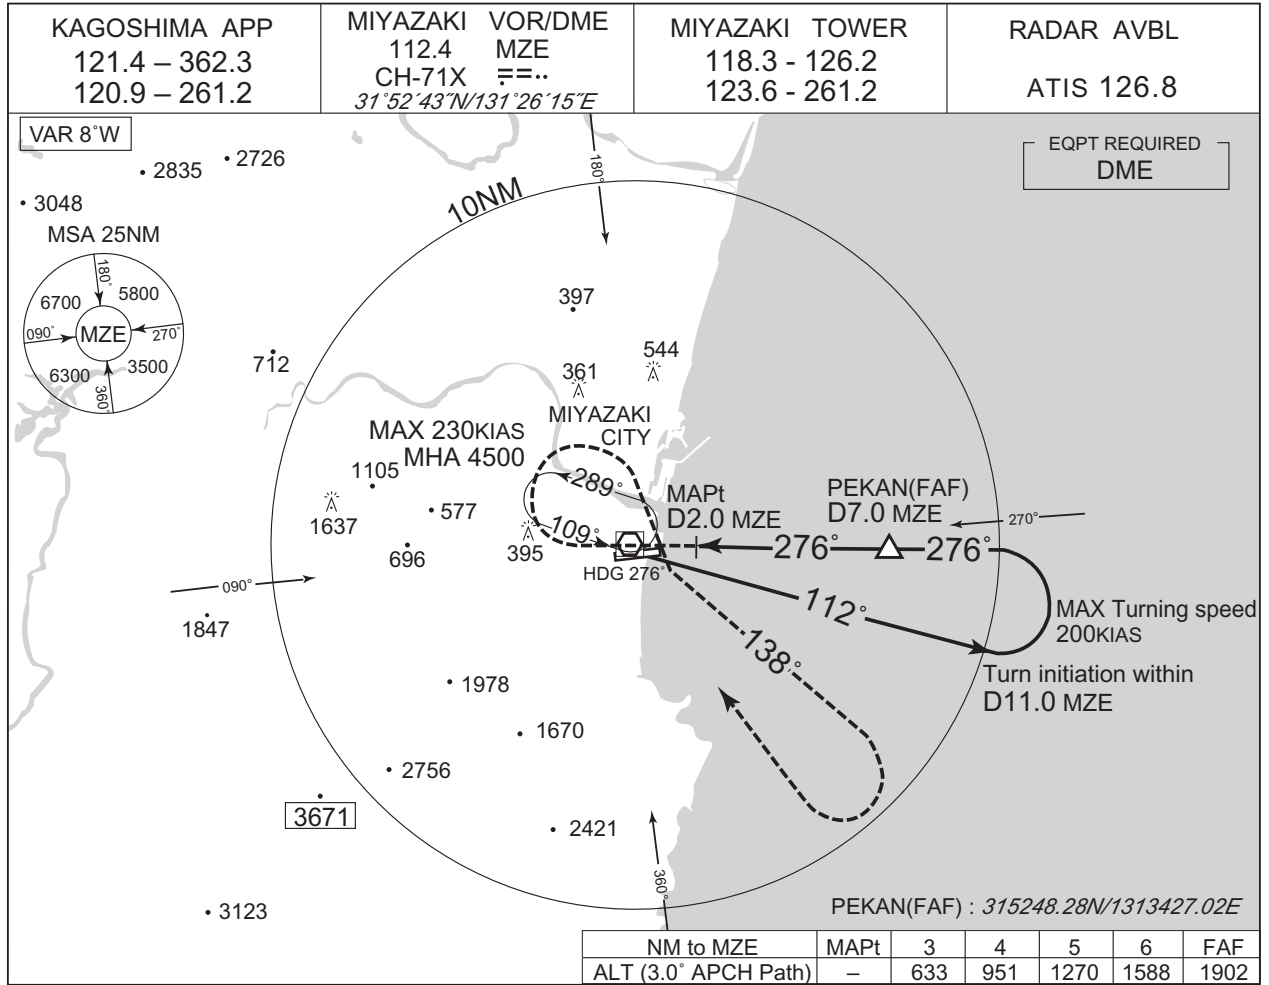 KAGOSHIMA APP
121.4 – 362.3
120.9 – 261.2
MIYAZAKI VOR/DME
112.4 MZE
CH-71X
31˚52´43˝N/131˚26´15˝E
MIYAZAKI TOWER
118.3 - 126.2
123.6 - 261.2
RADAR AVBL
ATIS 126.8
VAR 8˚W
EQPT REQUIRED
DME
2835
2726
3048
MSA 25NM
180˚
6700
5800
090˚
MZE
270˚
6300
3500
360˚
10NM
180˚
397
712
361
544
MIYAZAKI
CITY
MAX 230KIAS
MHA 4500
1105
1637
577
696
395
289˚
109˚
HDG 276˚
MAPt
D2.0 MZE
PEKAN(FAF)
D7.0 MZE
270˚
276˚
276˚
090˚
1847
112˚
MAX Turning speed
200KIAS
138˚
Turn initiation within
D11.0 MZE
1978
1670
2756
3671
2421
360˚
3123
PEKAN(FAF) : 315248.28N/1313427.02E
NM to MZE MAPt 3 4 5 6 FAF
ALT (3.0˚ APCH Path) – 633 951 1270 1588 1902